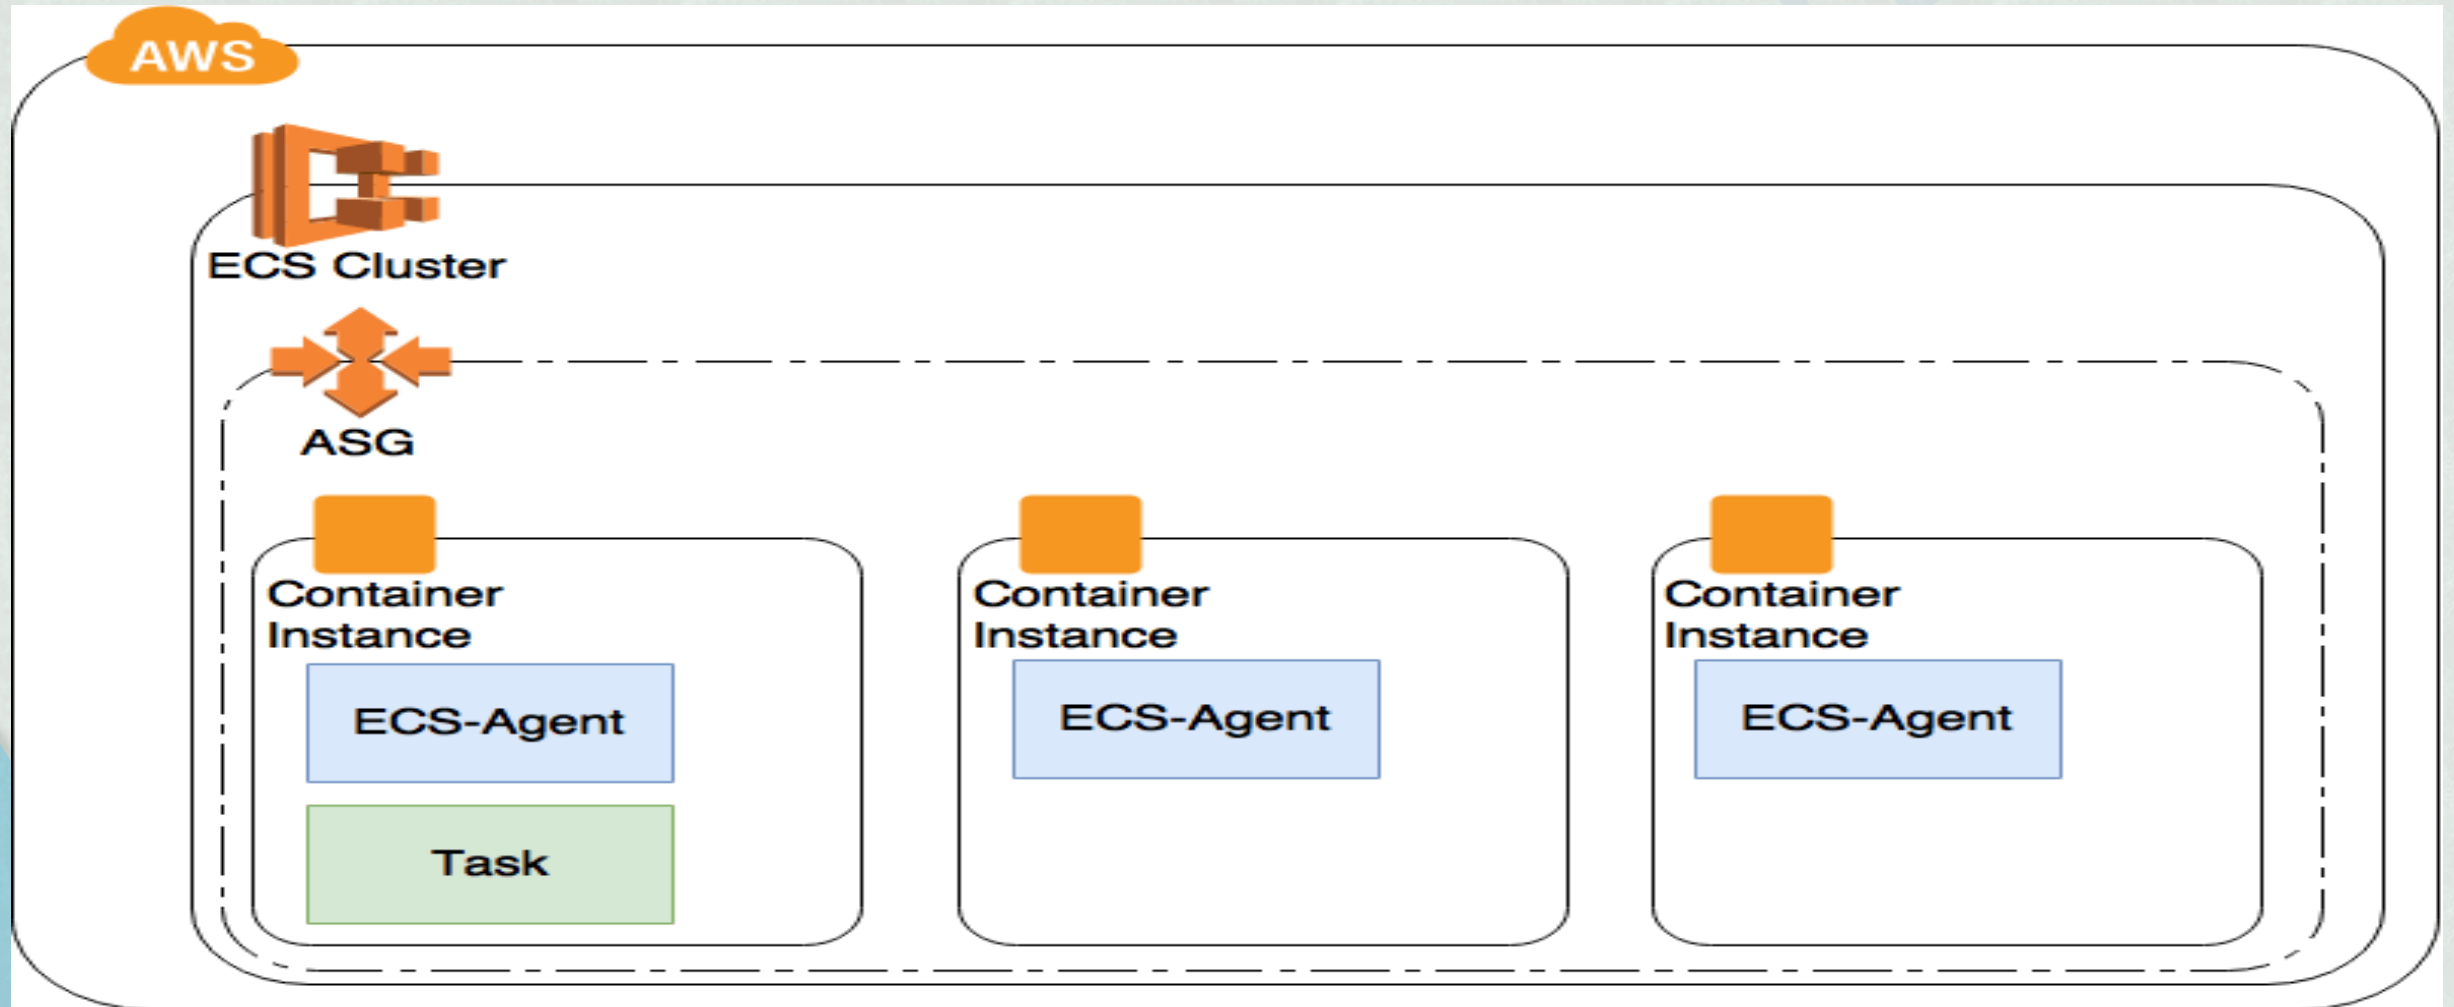 AWS
ECS Cluster
ASG
Container
Instance
ECS-Agent
Task
Container
Instance
ECS-Agent
Container
Instance
ECS-Agent